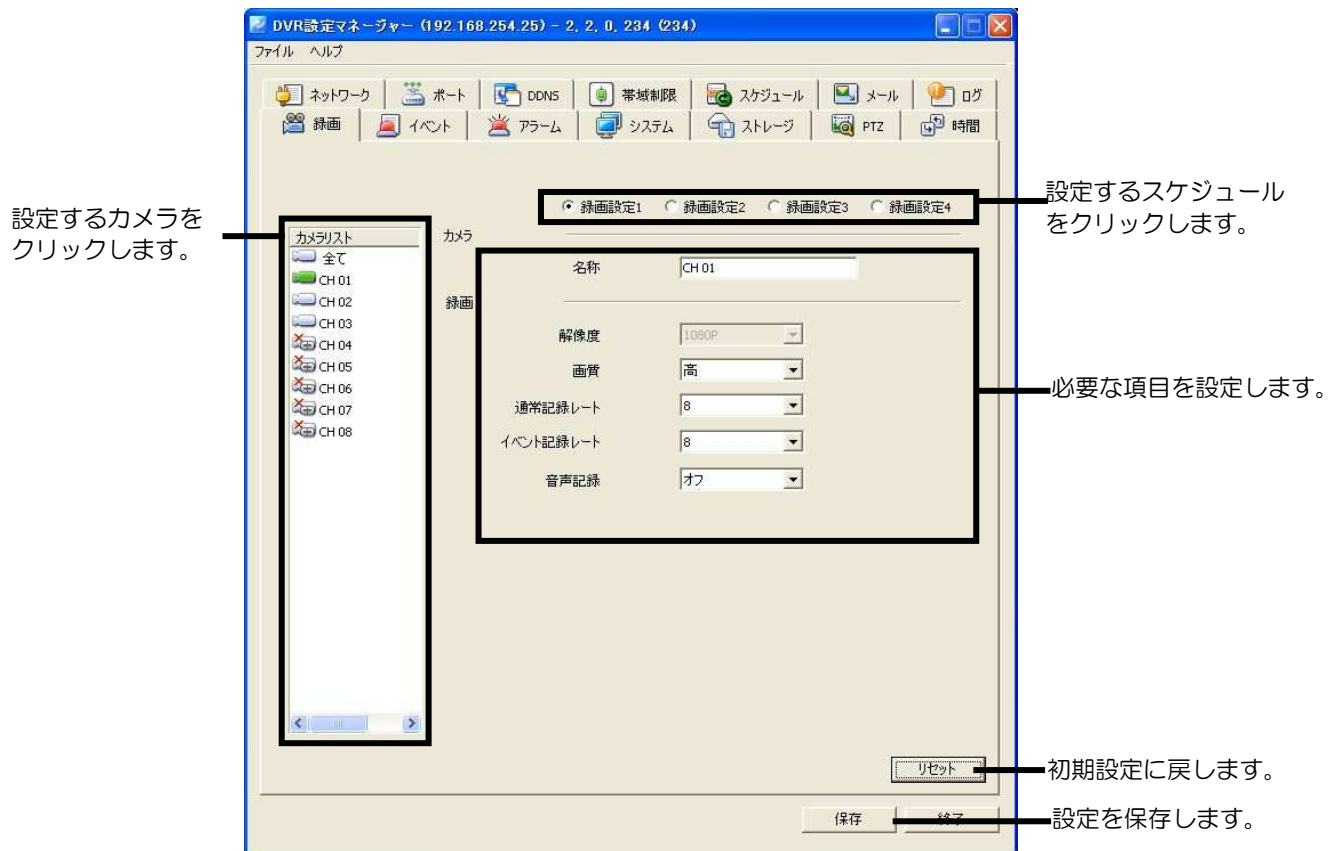 DVR設定マネージャー (192.168.254.25) - 2, 2, 0, 234 (234)
ファイル ヘルプ
ネットワーク ポート DDNS 帯域制限 スケジュール メール ログ
録画 イベント アラーム システム ストレージ PTZ 時間
設定するカメラを
クリックします。
設定するスケジュール
をクリックします。
録画設定1 録画設定2 録画設定3 録画設定4
カメラリスト
全て
CH 01
CH 02
CH 03
CH 04
CH 05
CH 06
CH 07
CH 08
カメラ
名称 CH 01
録画
解像度 1080P
画質 高
通常記録レート 8
イベント記録レート 8
音声記録 オフ
必要な項目を設定します。
リセット
初期設定に戻します。
保存 終了
設定を保存します。